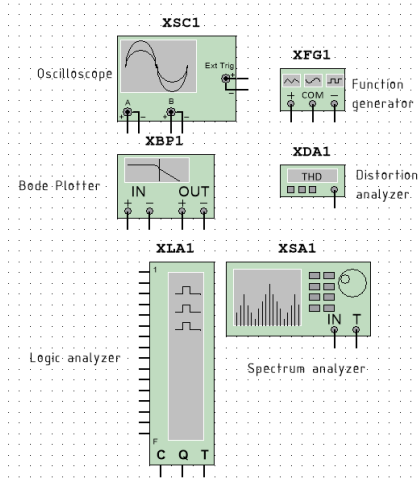 XSC1
Oscilloscope
Ext Trig
+
−
A
B
+ − + −
XFG1
+ COM −
Function
generator
XBP1
Bode Plotter
IN OUT
+ − + −
XDA1
THD
Distortion
analyzer
XLA1
1
F
C Q T
Logic analyzer
XSA1
IN T
Spectrum analyzer